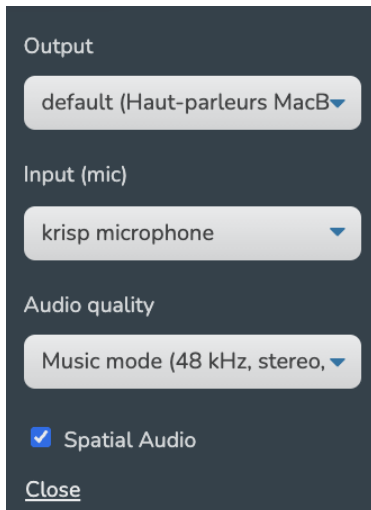 Output
default (Haut-parleurs MacB
Input (mic)
krisp microphone
Audio quality
Music mode (48 kHz, stereo,
Spatial Audio
Close